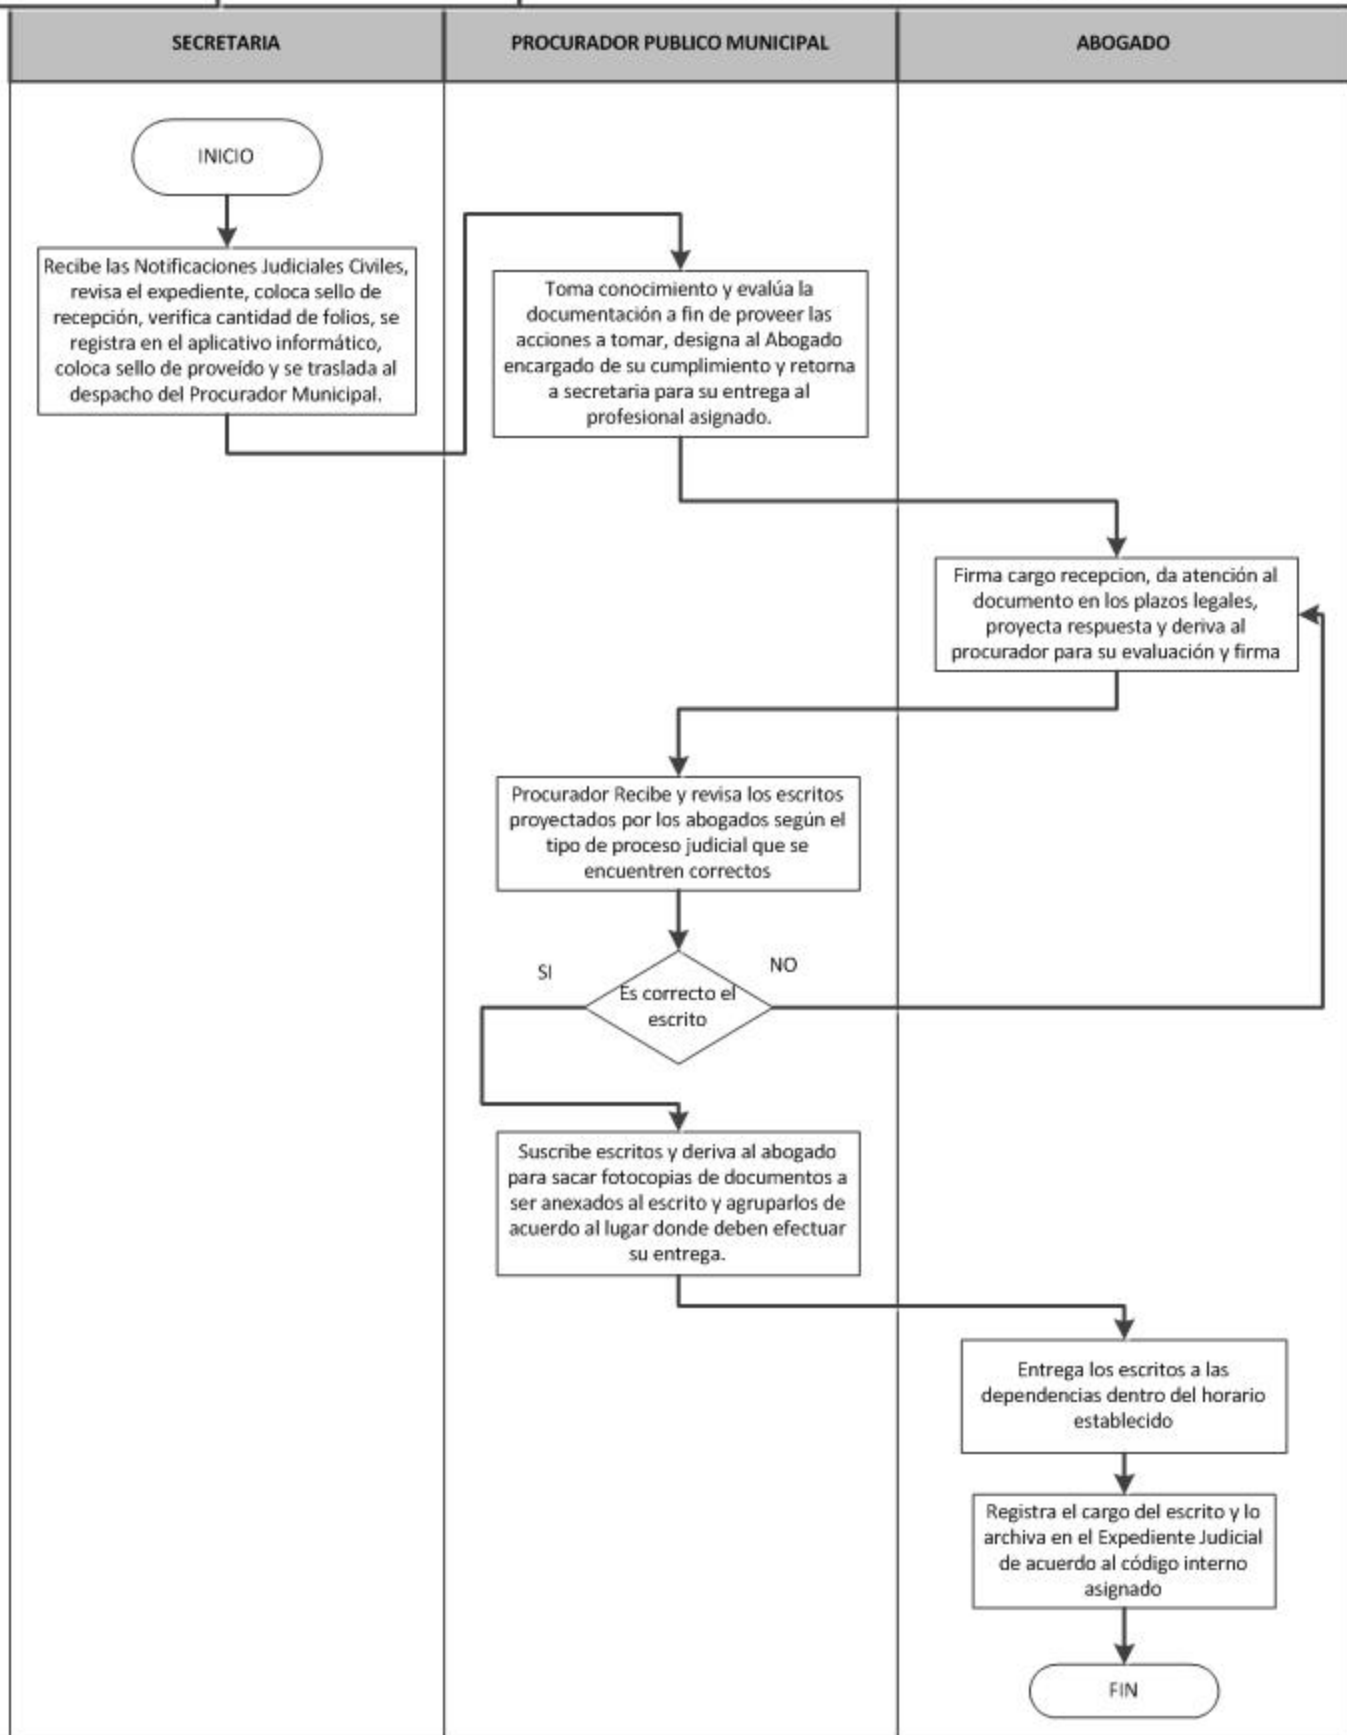 SECRETARIA
PROCURADOR PUBLICO MUNICIPAL
ABOGADO
INICIO
Recibe las Notificaciones Judiciales Civiles,
revisa el expediente, coloca sello de
recepción, verifica cantidad de folios, se
registra en el aplicativo informático,
coloca sello de proveído y se traslada al
despacho del Procurador Municipal.
Toma conocimiento y evalúa la
documentación a fin de proveer las
acciones a tomar, designa al Abogado
encargado de su cumplimiento y retorna
a secretaria para su entrega al
profesional asignado.
Firma cargo recepcion, da atención al
documento en los plazos legales,
proyecta respuesta y deriva al
procurador para su evaluación y firma
Procurador Recibe y revisa los escritos
proyectados por los abogados según el
tipo de proceso judicial que se
encuentren correctos
SI
NO
Es correcto el
escrito
Suscribe escritos y deriva al abogado
para sacar fotocopias de documentos a
ser anexados al escrito y agruparlos de
acuerdo al lugar donde deben efectuar
su entrega.
Entrega los escritos a las
dependencias dentro del horario
establecido
Registra el cargo del escrito y lo
archiva en el Expediente Judicial
de acuerdo al código interno
asignado
FIN